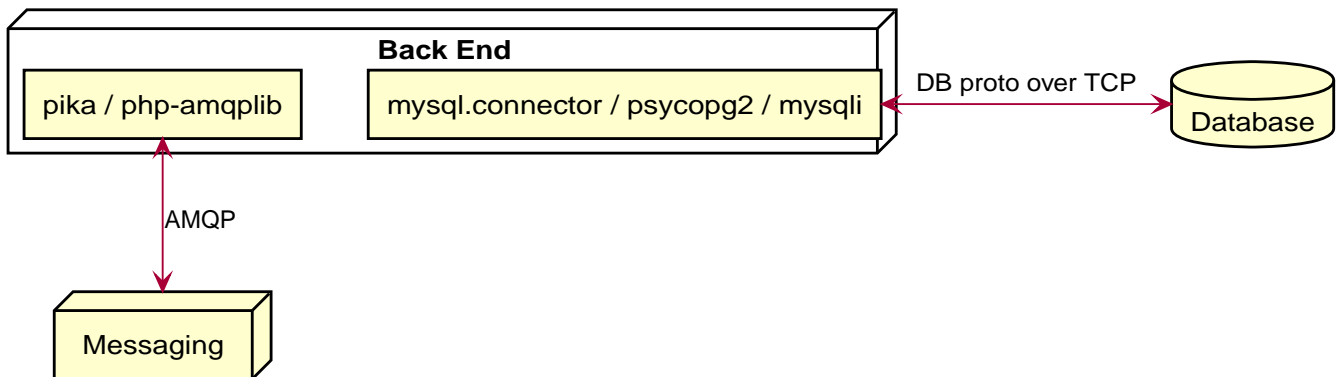 Back End
pika / php-amqplib
mysql.connector / psycopg2 / mysqli
DB proto over TCP
Database
AMQP
Messaging